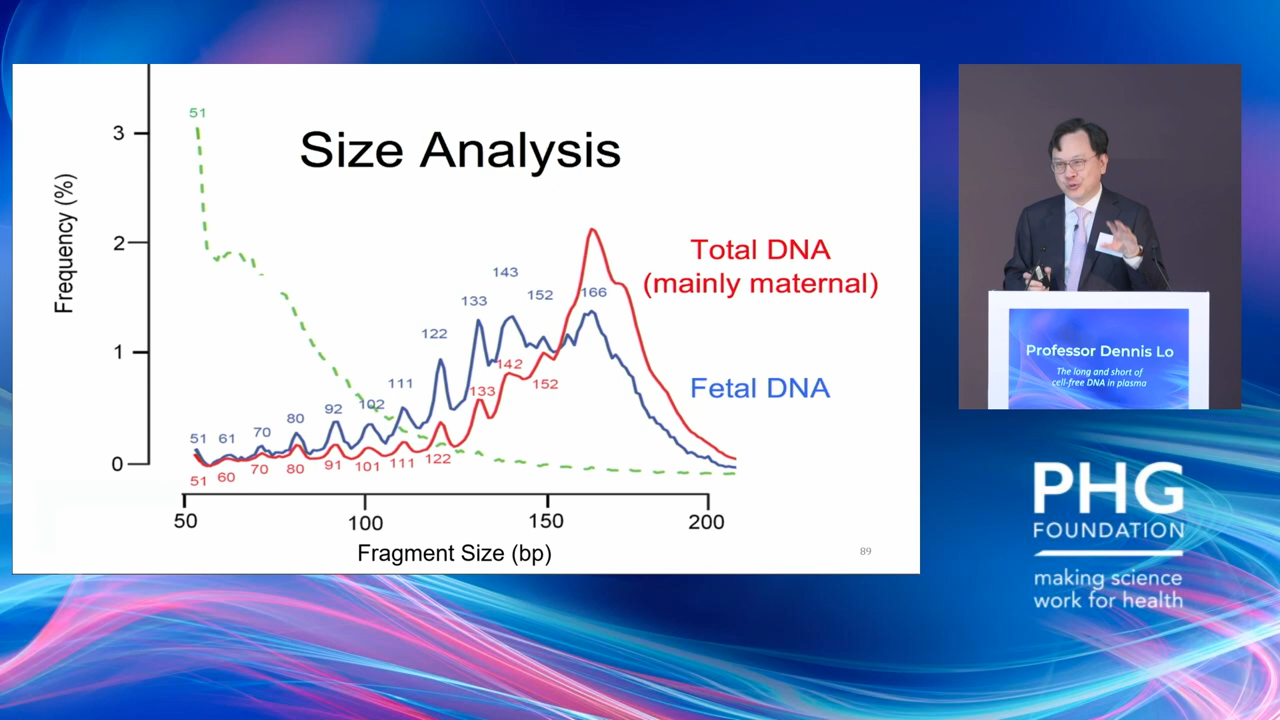 Size Analysis
Frequency (%)
3
2
1
0
51
Total DNA
(mainly maternal)
Fetal DNA
51
61
70
80
92
102
111
122
133
143
152
166
51
60
70
80
91
101
111
122
133
142
152
50
100
150
200
Fragment Size (bp)
89
Professor Dennis Lo
The long and short of
cell-free DNA in plasma
PHG
FOUNDATION
making science
work for health